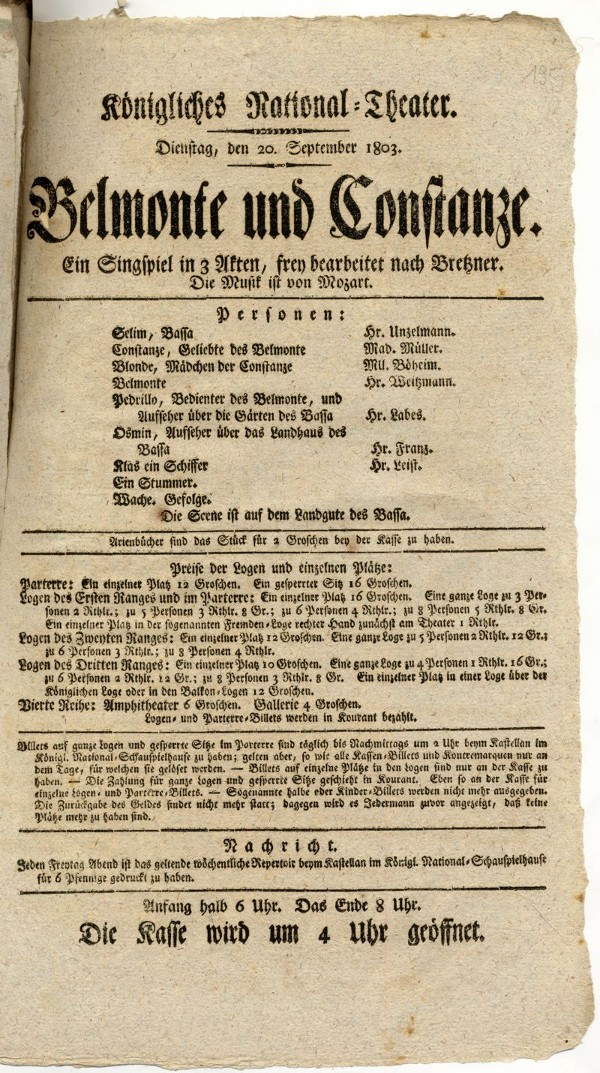 195
Königliches National-Theater.
Dienstag, den 20. September 1803.
Belmonte und Constanze.
Ein Singspiel in 3 Akten, frey bearbeitet nach Bretzner.
Die Musik ist von Mozart.
Personen:
Selim, Bassa Hr. Unzelmann.
Constanze, Geliebte des Belmonte Mad. Müller.
Blonde, Mädchen der Constanze Mll. Böheim.
Belmonte Hr. Weitzmann.
Pedrillo, Bedienter des Belmonte, und
Aufseher über die Gärten des Bassa Hr. Labes.
Osmin, Aufseher über das Landhaus des
Bassa Hr. Franz.
Klas ein Schiffer Hr. Leist.
Ein Stummer.
Wache. Gefolge.
Die Scene ist auf dem Landgute des Bassa.
Arienbücher sind das Stück für 2 Groschen bey der Kasse zu haben.
Preise der Logen und einzelnen Plätze:
Parterre: Ein einzelner Platz 12 Groschen. Ein gesperrter Sitz 16 Groschen.
Logen des Ersten Ranges und im Parterre: Ein einzelner Platz 16 Groschen. Eine ganze Loge zu 3 Per-
sonen 2 Rthlr.; zu 5 Personen 3 Rthlr. 8 Gr.; zu 6 Personen 4 Rthlr.; zu 8 Personen 5 Rthlr. 8 Gr.
Ein einzelner Platz in der sogenannten Fremden-Loge rechter Hand zunächst am Theater 1 Rthlr.
Logen des Zweyten Ranges: Ein einzelner Platz 12 Groschen. Eine ganze Loge zu 5 Personen 2 Rthlr. 12 Gr.;
zu 6 Personen 3 Rthlr.; zu 8 Personen 4 Rthlr.
Logen des Dritten Ranges: Ein einzelner Platz 10 Groschen. Eine ganze Loge zu 4 Personen 1 Rthlr. 16 Gr.;
zu 6 Personen 2 Rthlr. 12 Gr.; zu 8 Personen 3 Rthlr. 8 Gr. Ein einzelner Platz in einer Loge über der
Königlichen Loge oder in den Balkon-Logen 12 Groschen.
Vierte Reihe: Amphitheater 6 Groschen. Gallerie 4 Groschen.
Logen- und Parterre-Billets werden in Kourant bezahlt.
Billets auf ganze Logen und gesperrte Sitze im Parterre sind täglich bis Nachmittags um 2 Uhr beym Kastellan im
Königl. National-Schauspielhause zu haben; gelten aber, so wie alle Kassen-Billets und Kontremarquen nur an
dem Tage, für welchen sie gelöset werden. — Billets auf einzelne Plätze in den Logen sind nur an der Kasse zu
haben. — Die Zahlung für ganze Logen und gesperrte Sitze geschieht in Kourant. Eben so an der Kasse für
einzelne Logen- und Parterre-Billets. — Sogenannte halbe oder Kinder-Billets werden nicht mehr ausgegeben.
Die Zurückgabe des Geldes findet nicht mehr statt; dagegen wird es Jedermann zuvor angezeigt, daß keine
Plätze mehr zu haben sind.
Nachricht.
Jeden Freytag Abend ist das geltende wöchentliche Repertoir beym Kastellan im Königl. National-Schauspielhause
für 6 Pfennige gedruckt zu haben.
Anfang halb 6 Uhr. Das Ende 8 Uhr.
Die Kasse wird um 4 Uhr geöffnet.